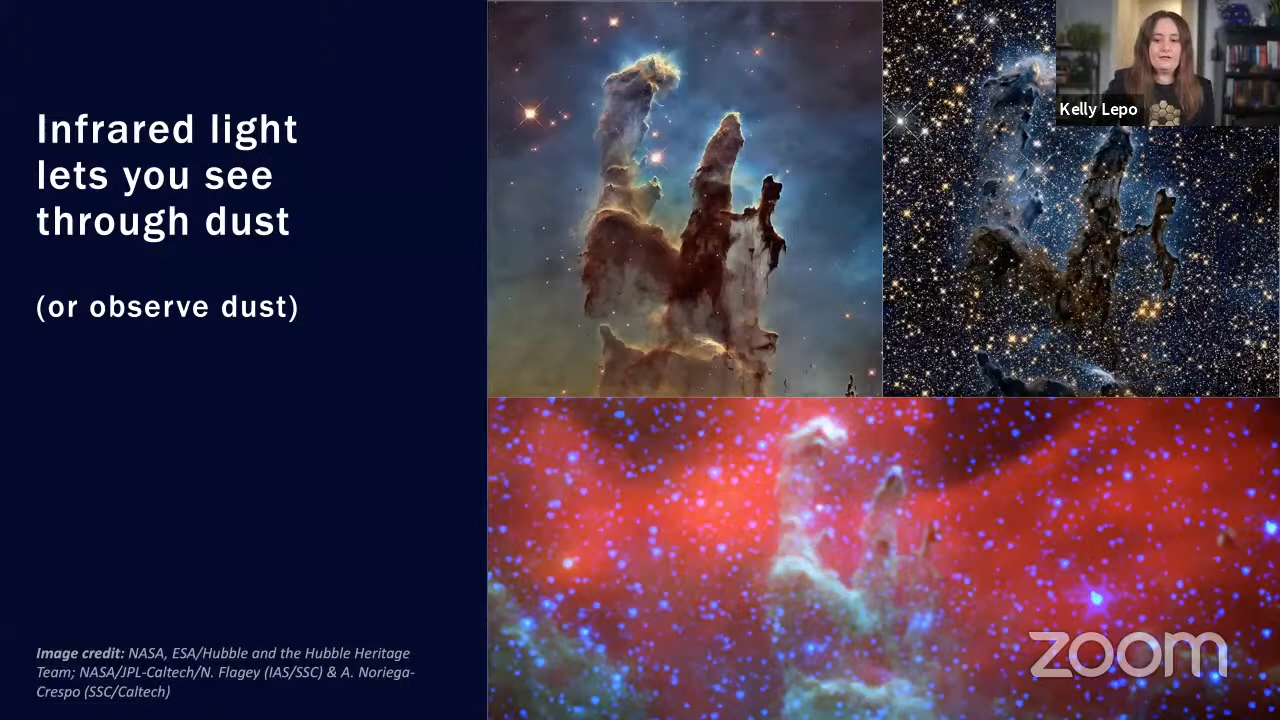 Infrared light
lets you see
through dust
(or observe dust)
Kelly Lepo
Image credit: NASA, ESA/Hubble and the Hubble Heritage
Team; NASA/JPL-Caltech/N. Flagey (IAS/SSC) & A. Noriega-
Crespo (SSC/Caltech)
zoom